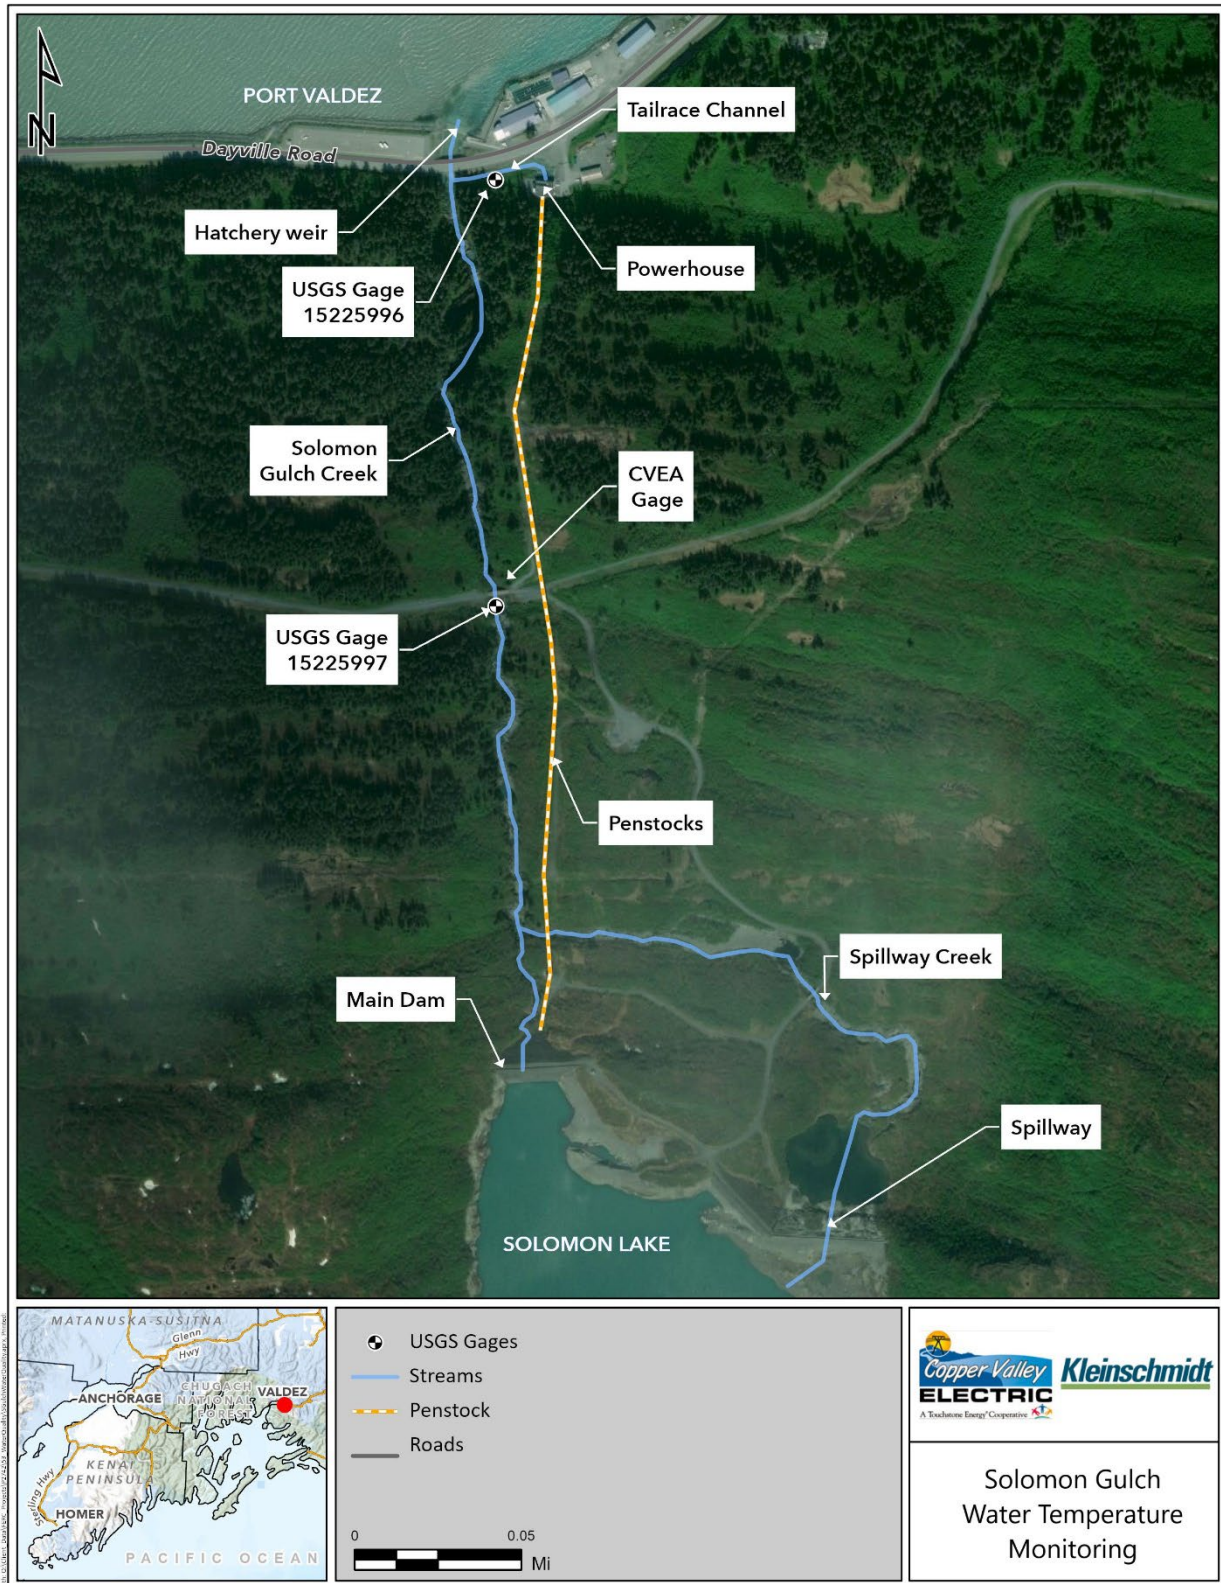 N
PORT VALDEZ
Dayville Road
Tailrace Channel
Hatchery weir
USGS Gage
15225996
Powerhouse
Solomon
Gulch Creek
CVEA
Gage
USGS Gage
15225997
Penstocks
Spillway Creek
Main Dam
Spillway
SOLOMON LAKE
MATANUSKA-SUSITNA
Glenn
Hwy
ANCHORAGE
CHUGACH
NATIONAL
FOREST
VALDEZ
KENAI
PENINSULA
Sterling Hwy
HOMER
PACIFIC OCEAN
USGS Gages
Streams
Penstock
Roads
0 0.05
Mi
Copper Valley
ELECTRIC
A Touchstone Energy® Cooperative
Kleinschmidt
Solomon Gulch
Water Temperature
Monitoring